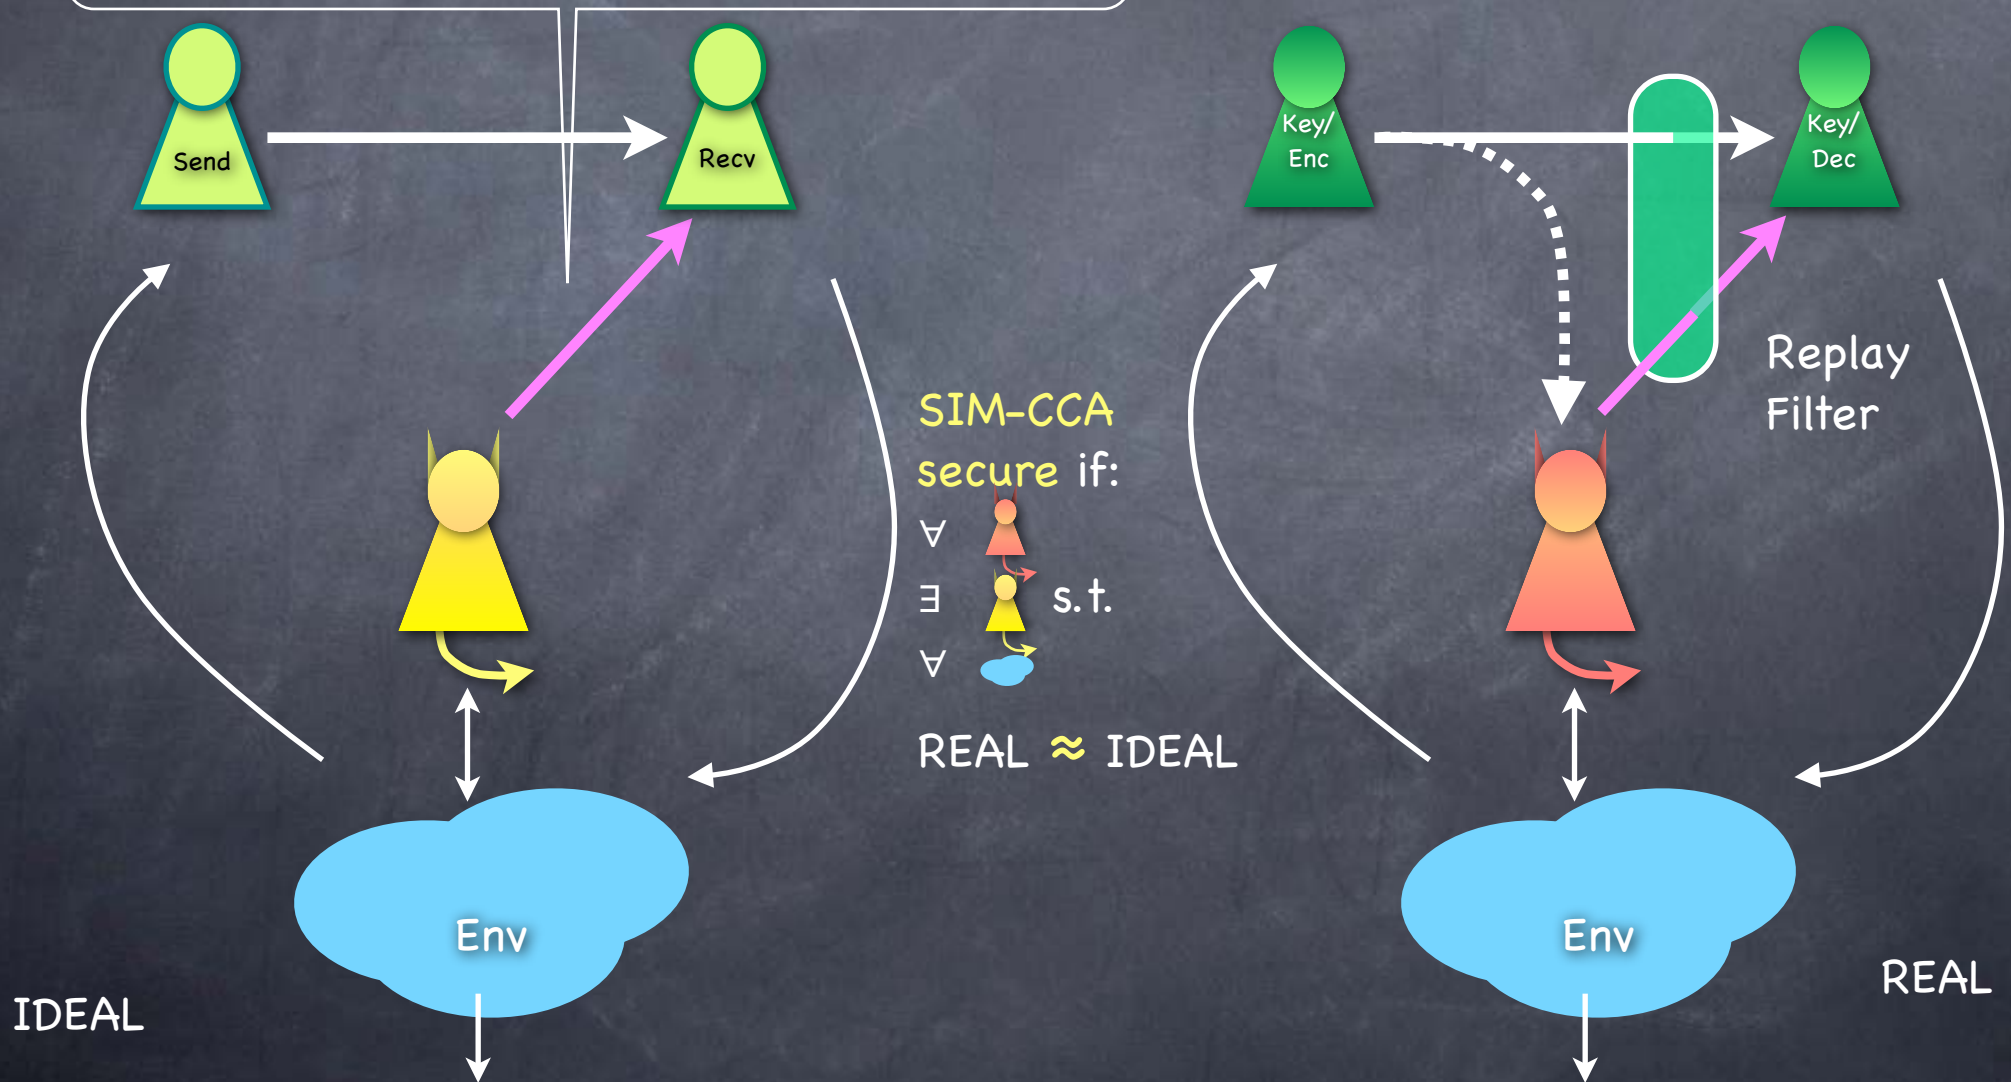 Send
Recv
Key/
Enc
Key/
Dec
Replay
Filter
SIM-CCA
secure if:
∀
∃ s.t.
∀
REAL ≈ IDEAL
Env
Env
IDEAL
REAL